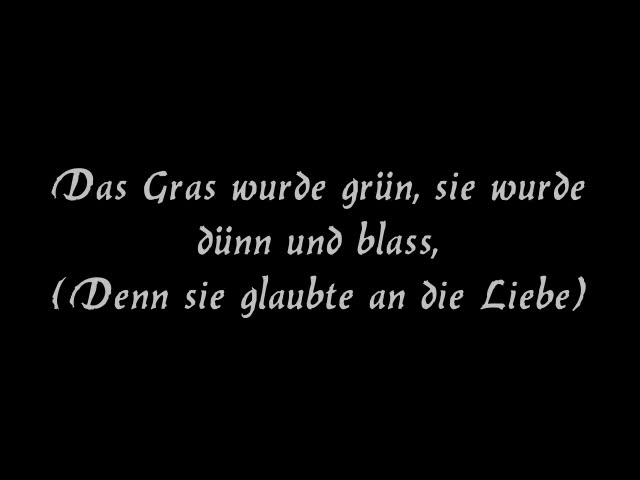 Das Gras wurde grün, sie wurde
dünn und blass,
(Denn sie glaubte an die Liebe)